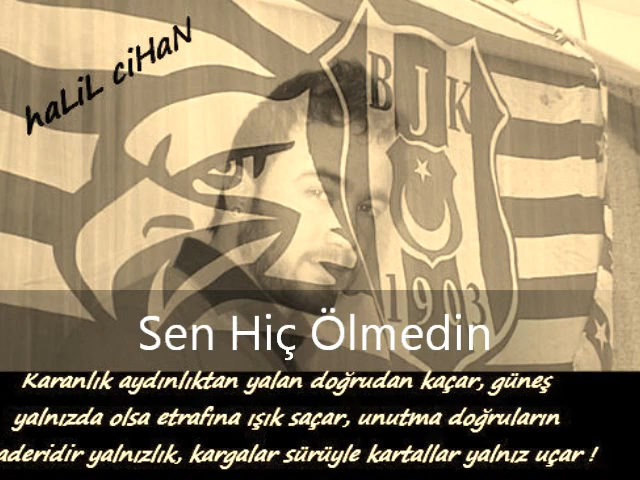 haLiL ciHaN
BJK
1903
Sen Hiç Ölmedin
Karanlık aydınlıktan yalan doğrudan kaçar, güneş
yalnızda olsa etrafına ışık saçar, unutma doğruların
aderidir yalnızlık, kargalar sürüyle kartallar yalnız uçar !